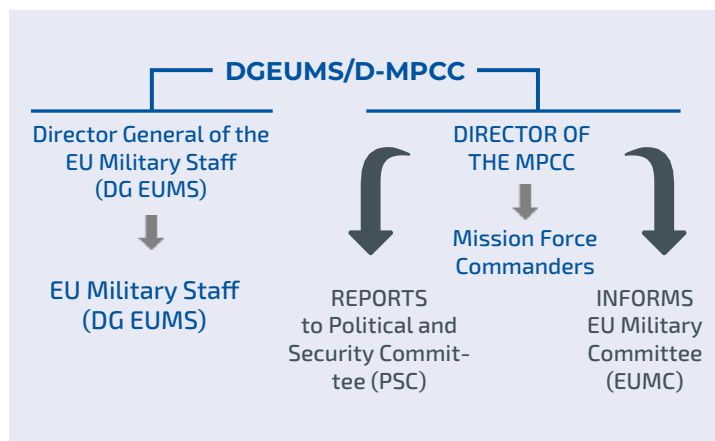 DGEUMS/D-MPCC
Director General of the
EU Military Staff
(DG EUMS)
EU Military Staff
(DG EUMS)
DIRECTOR OF
THE MPCC
Mission Force
Commanders
REPORTS
to Political and
Security Commit-
tee (PSC)
INFORMS
EU Military
Committee
(EUMC)